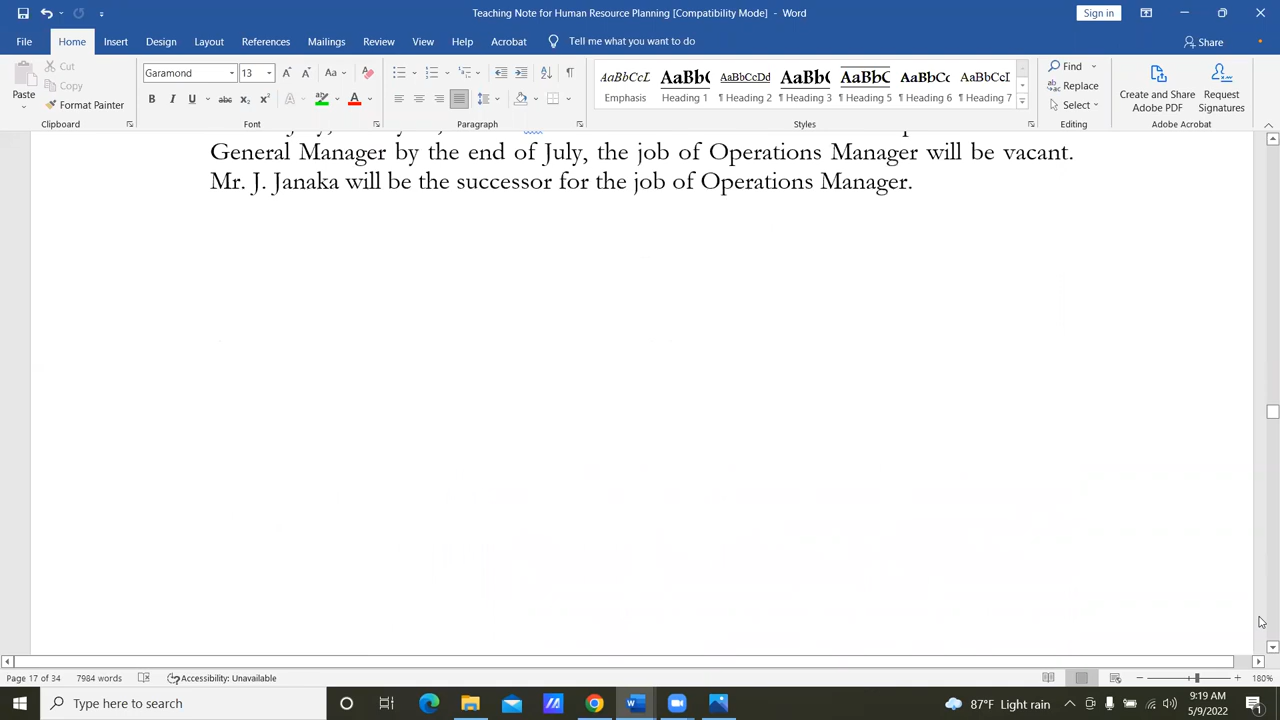 Teaching Note for Human Resource Planning [Compatibility Mode] - Word
Sign in
File Home Insert Design Layout References Mailings Review View Help Acrobat Tell me what you want to do Share
Paste
Cut
Copy
Format Painter
Clipboard
Garamond 13
Font
Paragraph
AaBbCcL AaBb( AaBbCcDd AaBb( AaBbC AaBbCc AaBbCcI
Emphasis Heading 1 ¶ Heading 2 ¶ Heading 3 ¶ Heading 5 ¶ Heading 6 ¶ Heading 7
Styles
Find
Replace
Select
Editing
Create and Share Adobe PDF
Request Signatures
Adobe Acrobat
General Manager by the end of July, the job of Operations Manager will be vacant.
Mr. J. Janaka will be the successor for the job of Operations Manager.
Page 17 of 34 7984 words Accessibility: Unavailable 180%
Type here to search
87°F Light rain
9:19 AM
5/9/2022